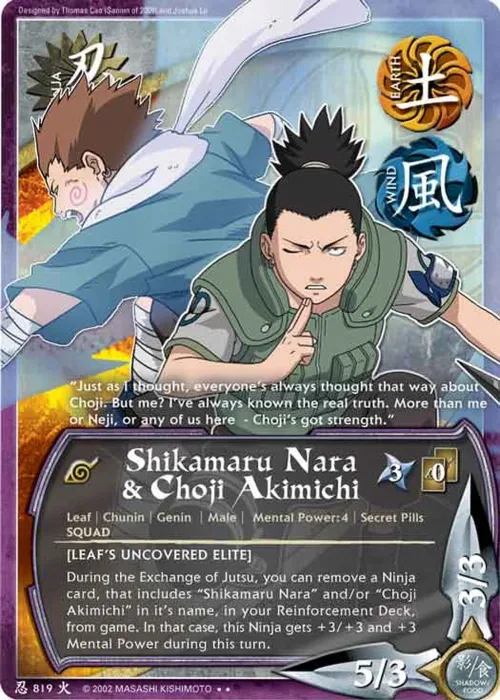 Designed by Thomas Cao (Sannin of 2009) and Joshua Lu
NINJA
刃
EARTH
土
WIND
風
"Just as I thought, everyone's always thought that way about
Choji. But me? I've always known the real truth. More than me
or Neji, or any of us here - Choji's got strength."
Shikamaru Nara
& Choji Akimichi
3
0
Leaf | Chunin | Genin | Male | Mental Power:4 | Secret Pills
SQUAD
[LEAF'S UNCOVERED ELITE]
During the Exchange of Jutsu, you can remove a Ninja
card, that includes "Shikamaru Nara" and/or "Choji
Akimichi" in it's name, in your Reinforcement Deck,
from game. In that case, this Ninja gets +3/+3 and +3
Mental Power during this turn.
3/3
5/3
影/食
SHADOW/
FOOD
忍 819 火 © 2002 MASASHI KISHIMOTO ★★